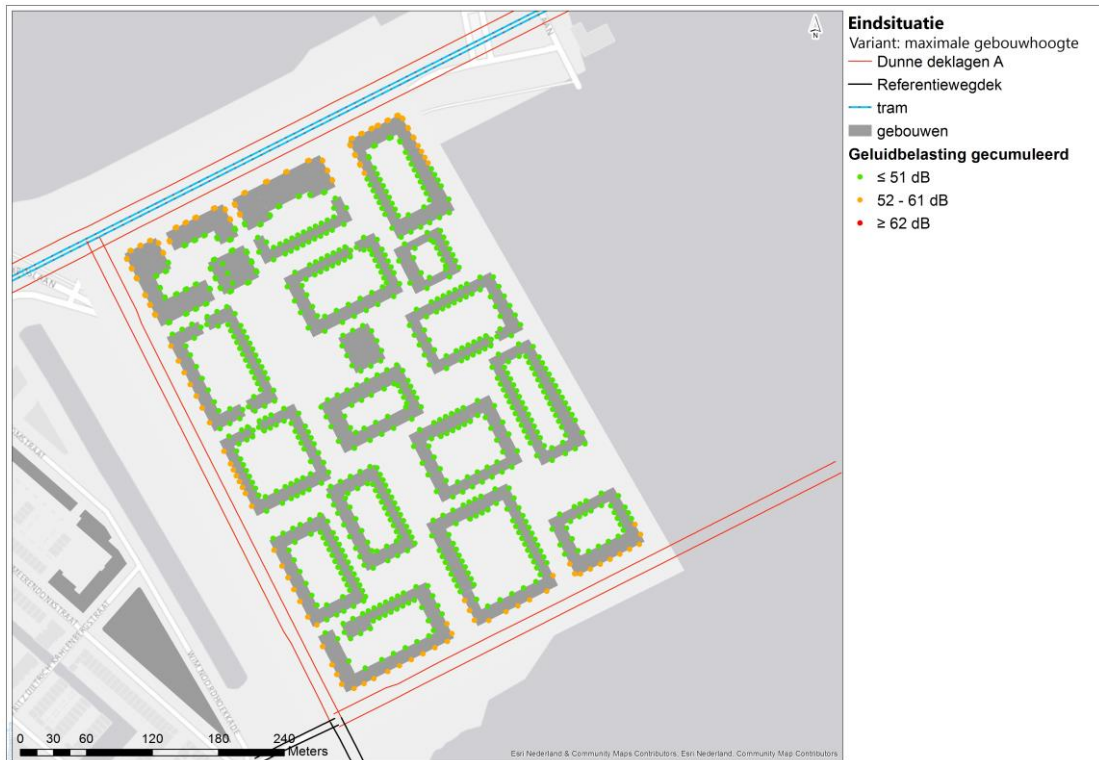 Eindsituatie
Variant: maximale gebouwhoogte
Dunne deklagen A
Referentiewegdek
tram
gebouwen
Geluidbelasting gecumuleerd
≤ 51 dB
52 - 61 dB
≥ 62 dB
N
0 30 60 120 180 240
Meters
Esri Nederland & Community Maps Contributors, Esri Nederland, Community Map Contributors